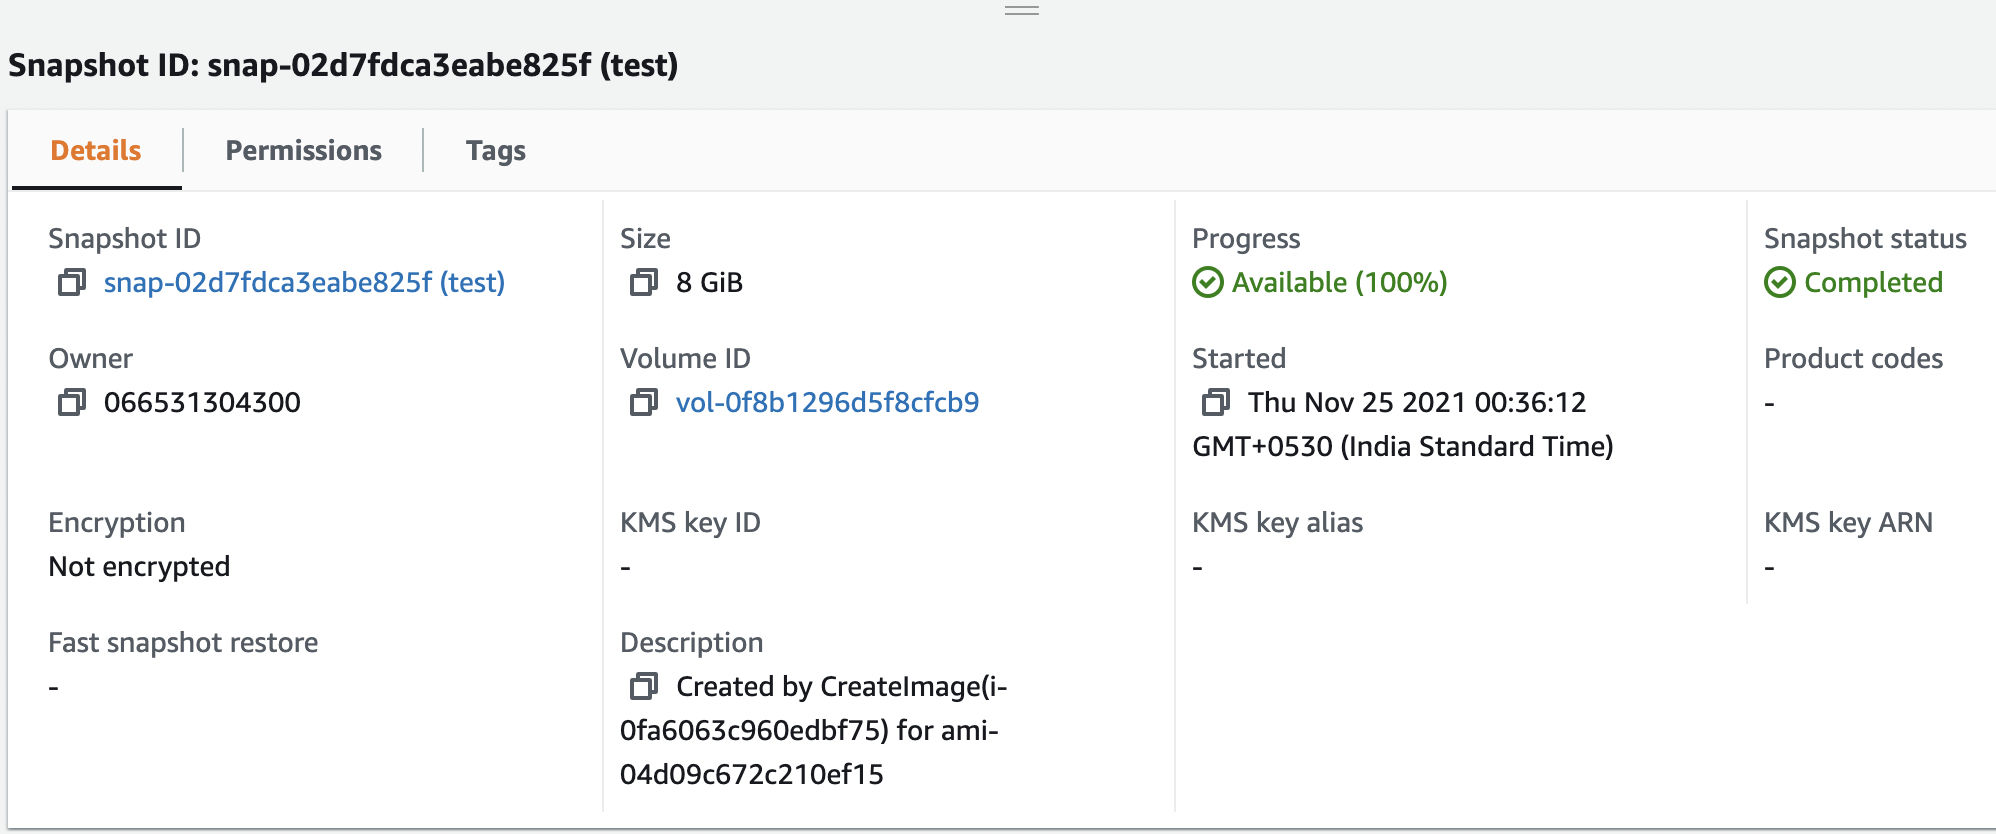 Snapshot ID: snap-02d7fdca3eabe825f (test)
Details
Permissions
Tags
Snapshot ID
snap-02d7fdca3eabe825f (test)
Size
8 GiB
Progress
Available (100%)
Snapshot status
Completed
Owner
066531304300
Volume ID
vol-0f8b1296d5f8cfcb9
Started
Thu Nov 25 2021 00:36:12
GMT+0530 (India Standard Time)
Product codes
-
Encryption
Not encrypted
KMS key ID
-
KMS key alias
-
KMS key ARN
-
Fast snapshot restore
-
Description
Created by CreateImage(i-
0fa6063c960edbf75) for ami-
04d09c672c210ef15